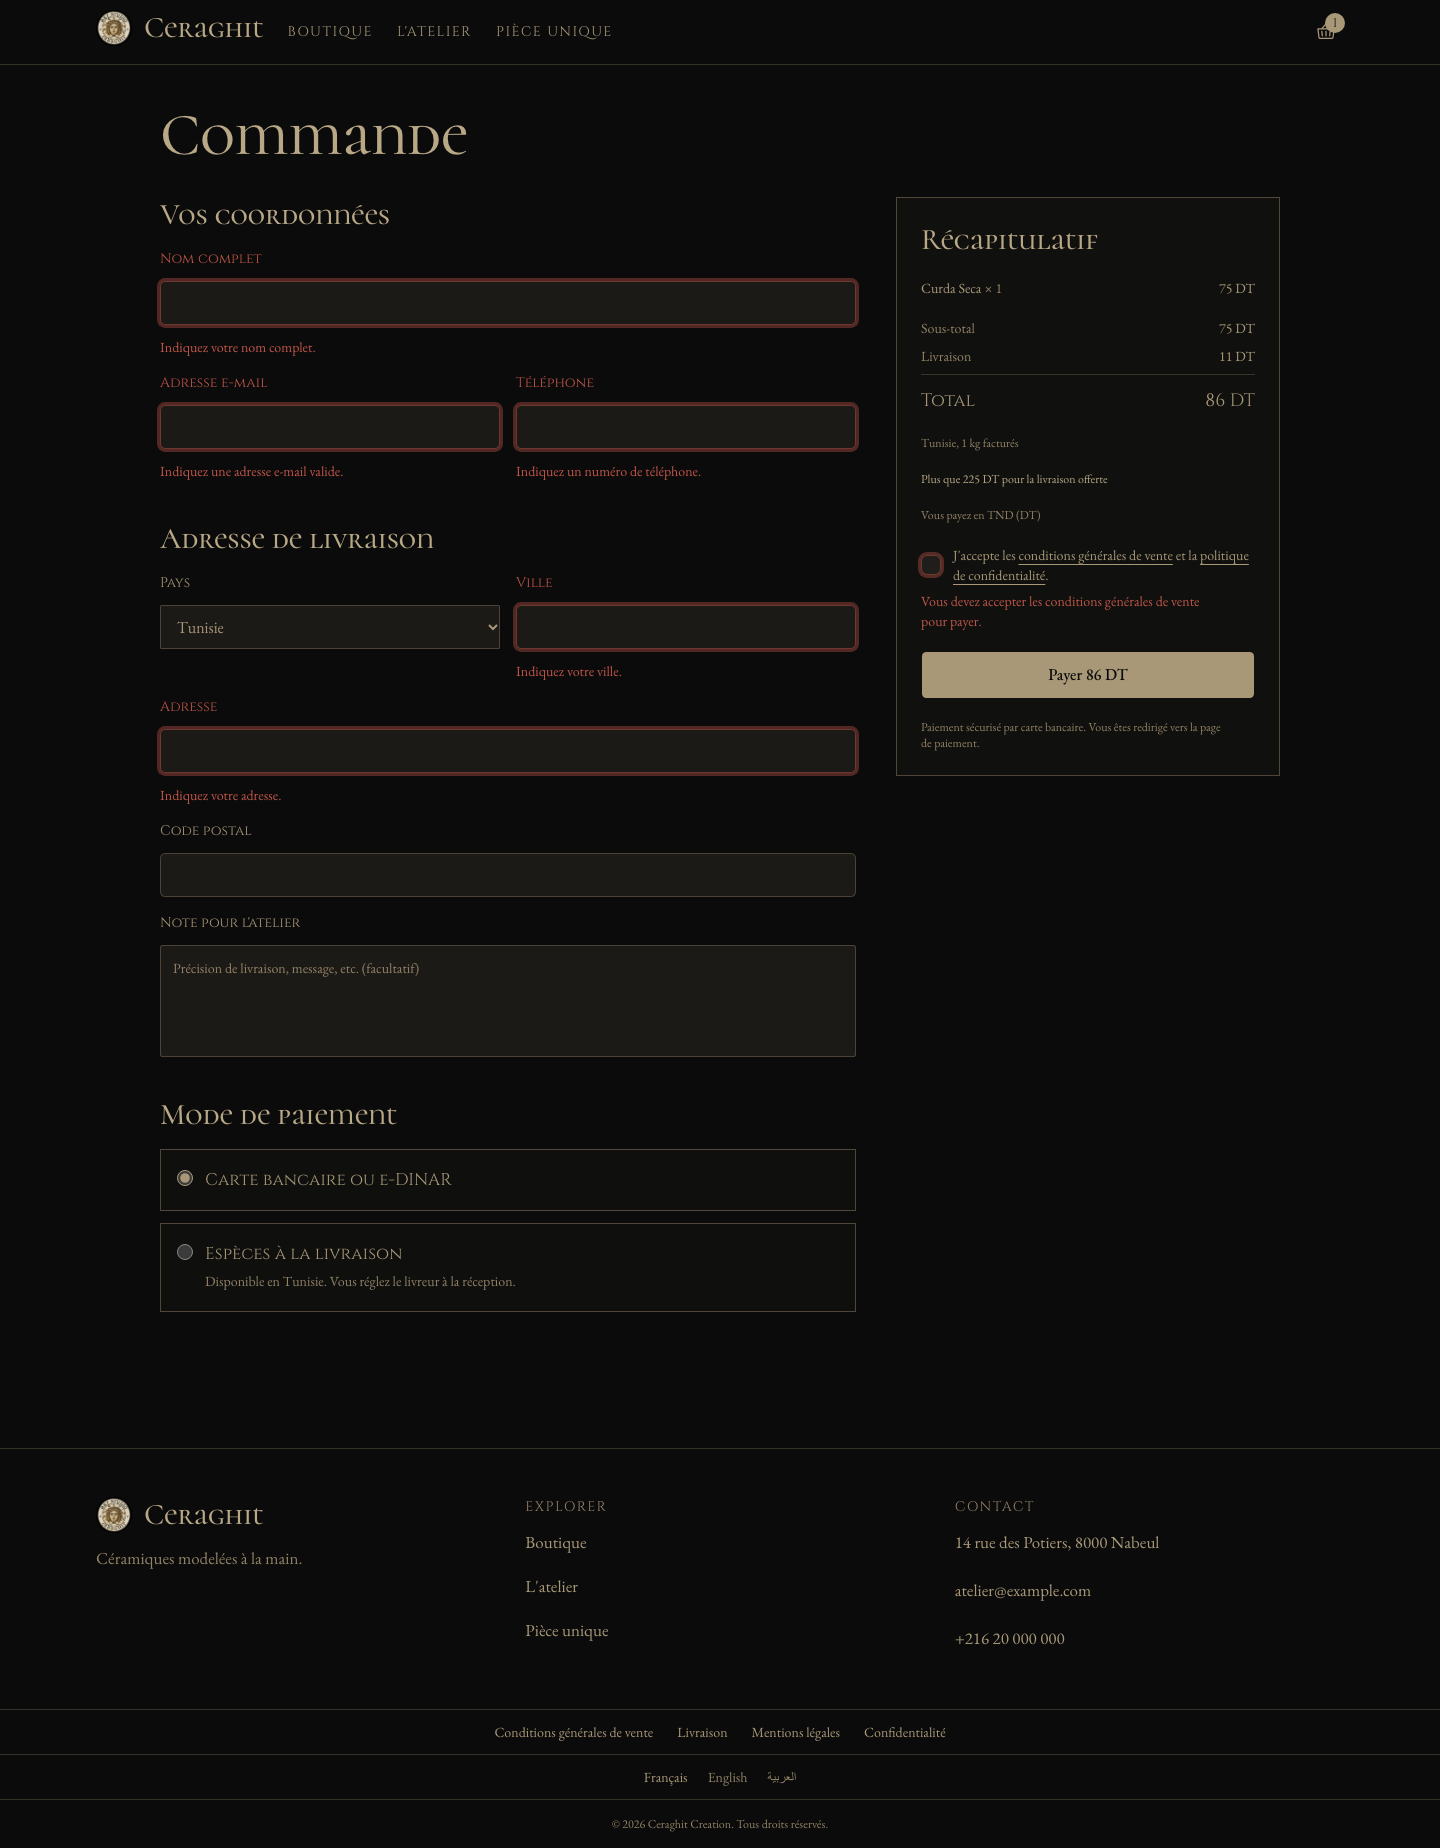 Ceraghit
BOUTIQUE
L'ATELIER
PIÈCE UNIQUE
1
Commande
Vos coordonnées
Nom complet
Indiquez votre nom complet.
Adresse e-mail
Téléphone
Indiquez une adresse e-mail valide.
Indiquez un numéro de téléphone.
Adresse de livraison
Pays
Ville
Tunisie
Indiquez votre ville.
Adresse
Indiquez votre adresse.
Code postal
Note pour l'atelier
Précision de livraison, message, etc. (facultatif)
Mode de paiement
Carte bancaire ou e-DINAR
Espèces à la livraison
Disponible en Tunisie. Vous réglez le livreur à la réception.
Récapitulatif
Curda Seca × 1 75 DT
Sous-total 75 DT
Livraison 11 DT
Total 86 DT
Tunisie, 1 kg facturés
Plus que 225 DT pour la livraison offerte
Vous payez en TND (DT)
J'accepte les conditions générales de vente et la politique
de confidentialité.
Vous devez accepter les conditions générales de vente
pour payer.
Payer 86 DT
Paiement sécurisé par carte bancaire. Vous êtes redirigé vers la page
de paiement.
Ceraghit
Céramiques modelées à la main.
EXPLORER
Boutique
L'atelier
Pièce unique
CONTACT
14 rue des Potiers, 8000 Nabeul
atelier@example.com
+216 20 000 000
Conditions générales de vente Livraison Mentions légales Confidentialité
Français English العربية
© 2026 Ceraghit Creation. Tous droits réservés.